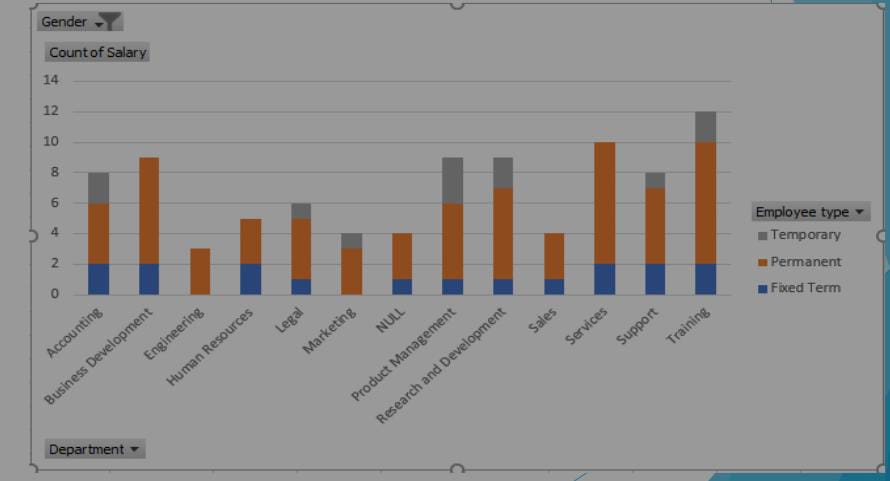 Gender
Count of Salary
14
12
10
8
6
4
2
0
Accounting
Business Development
Engineering
Human Resources
Legal
Marketing
NULL
Product Management
Research and Development
Sales
Services
Support
Training
Employee type
Temporary
Permanent
Fixed Term
Department